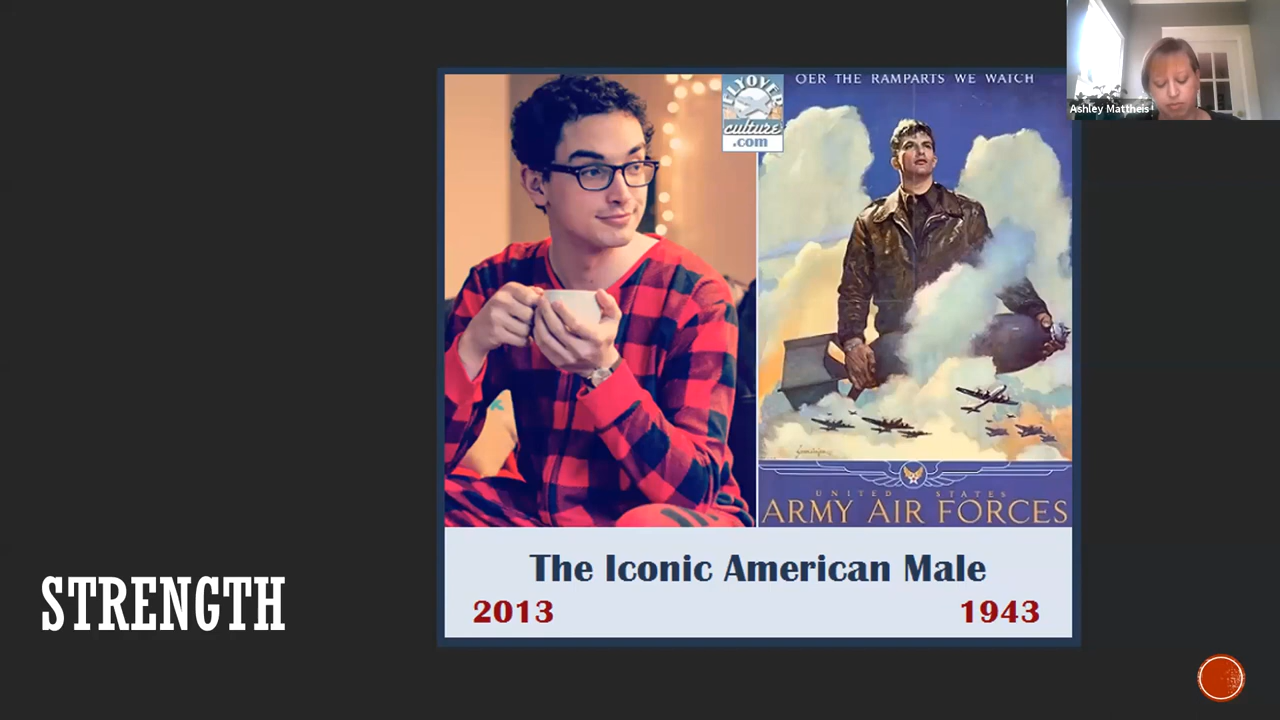 FLYOVER
culture
.com
OER THE RAMPARTS WE WATCH
Ashley Mattheis
UNITED STATES
ARMY AIR FORCES
The Iconic American Male
2013
1943
STRENGTH